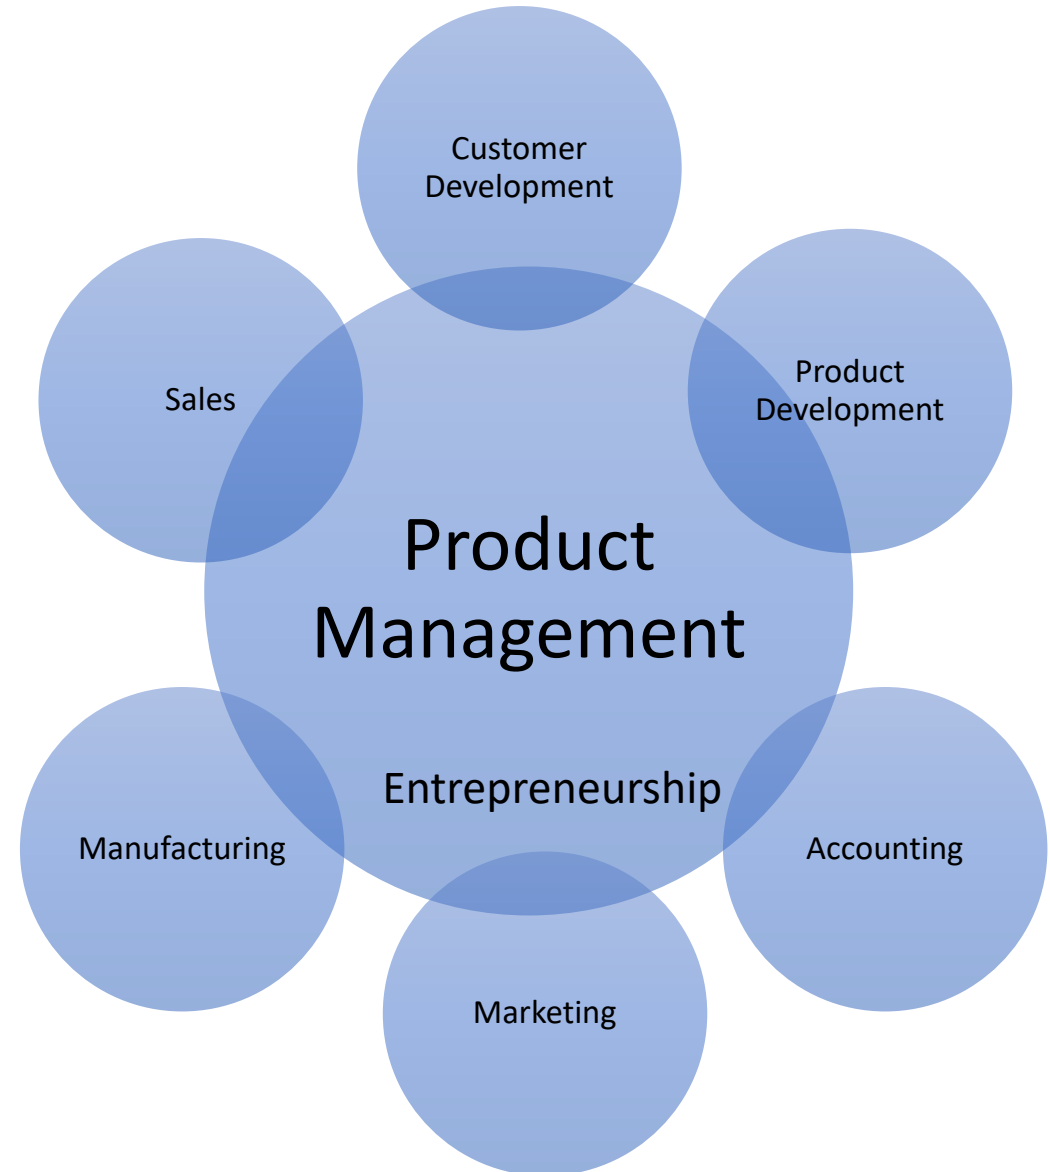 Customer
Development
Product
Development
Sales
Product
Management
Entrepreneurship
Manufacturing
Accounting
Marketing